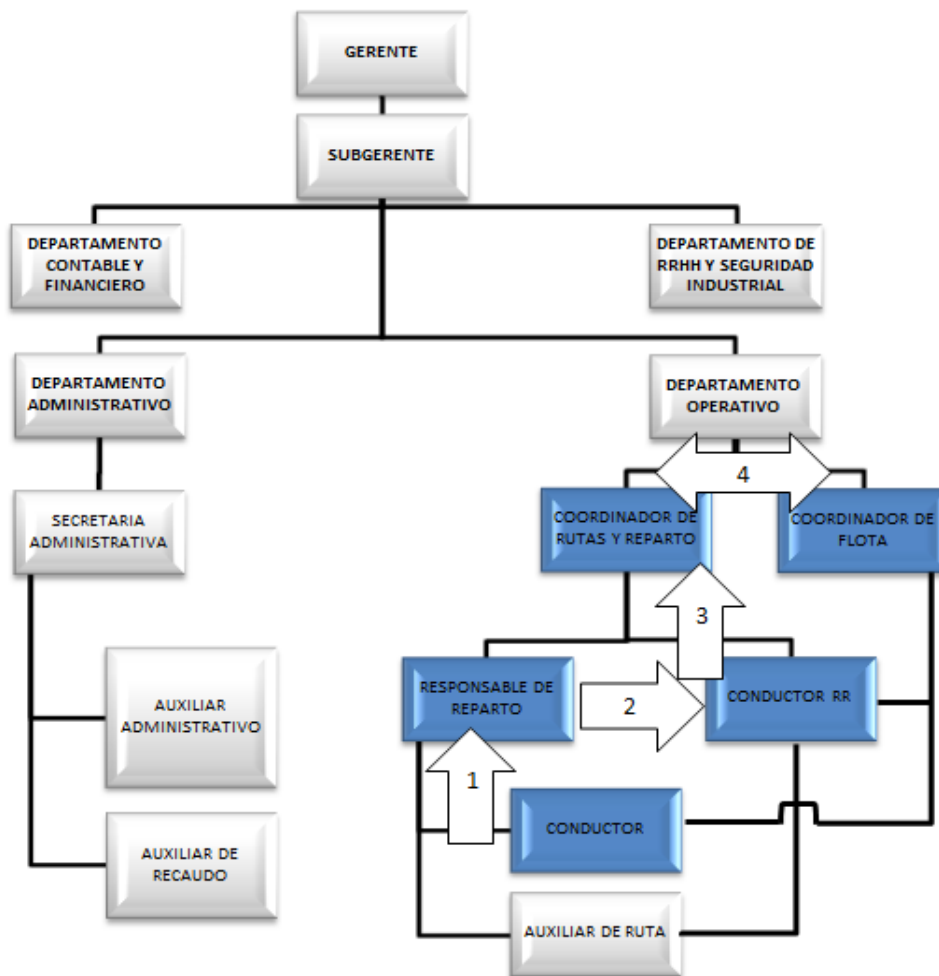 GERENTE
SUBGERENTE
DEPARTAMENTO
CONTABLE Y
FINANCIERO
DEPARTAMENTO DE
RRHH Y SEGURIDAD
INDUSTRIAL
DEPARTAMENTO
ADMINISTRATIVO
DEPARTAMENTO
OPERATIVO
4
SECRETARIA
ADMINISTRATIVA
COORDINADOR DE
RUTAS Y REPARTO
COORDINADOR DE
FLOTA
3
AUXILIAR
ADMINISTRATIVO
RESPONSABLE DE
REPARTO
2
CONDUCTOR RR
1
CONDUCTOR
AUXILIAR DE
RECAUDO
AUXILIAR DE RUTA